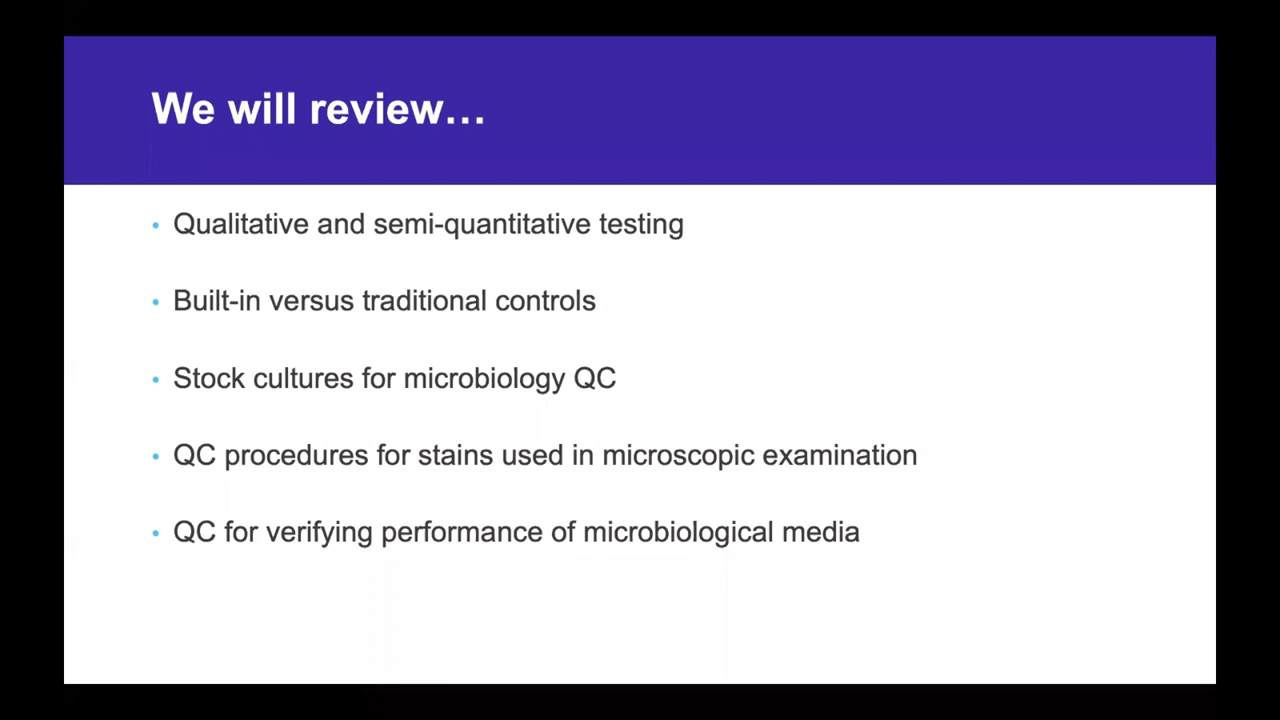 We will review…
• Qualitative and semi-quantitative testing
• Built-in versus traditional controls
• Stock cultures for microbiology QC
• QC procedures for stains used in microscopic examination
• QC for verifying performance of microbiological media